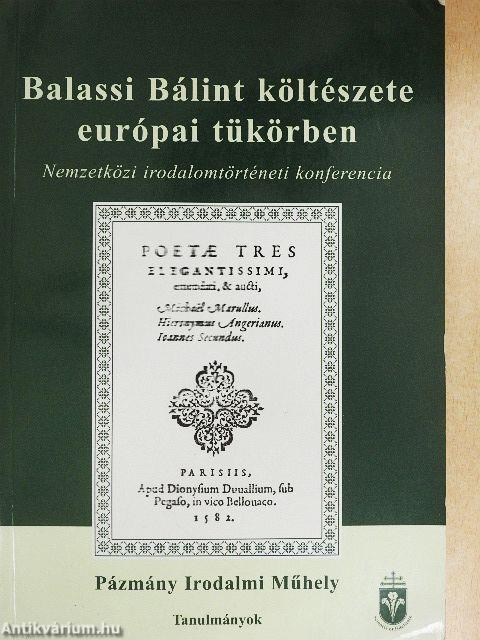 Balassi Bálint költészete
európai tükörben
Nemzetközi irodalomtörténeti konferencia
POETÆ TRES
ELEGANTISSIMI,
emendati, & aucti,
Michaël Marullus.
Hieronymus Angerianus.
Ioannes Secundus.
PARISIIS,
Apud Dionysium Duuallium, sub
Pegaso, in vico Bellouaco.
1582.
Pázmány Irodalmi Műhely
Tanulmányok
Antikvárium.hu